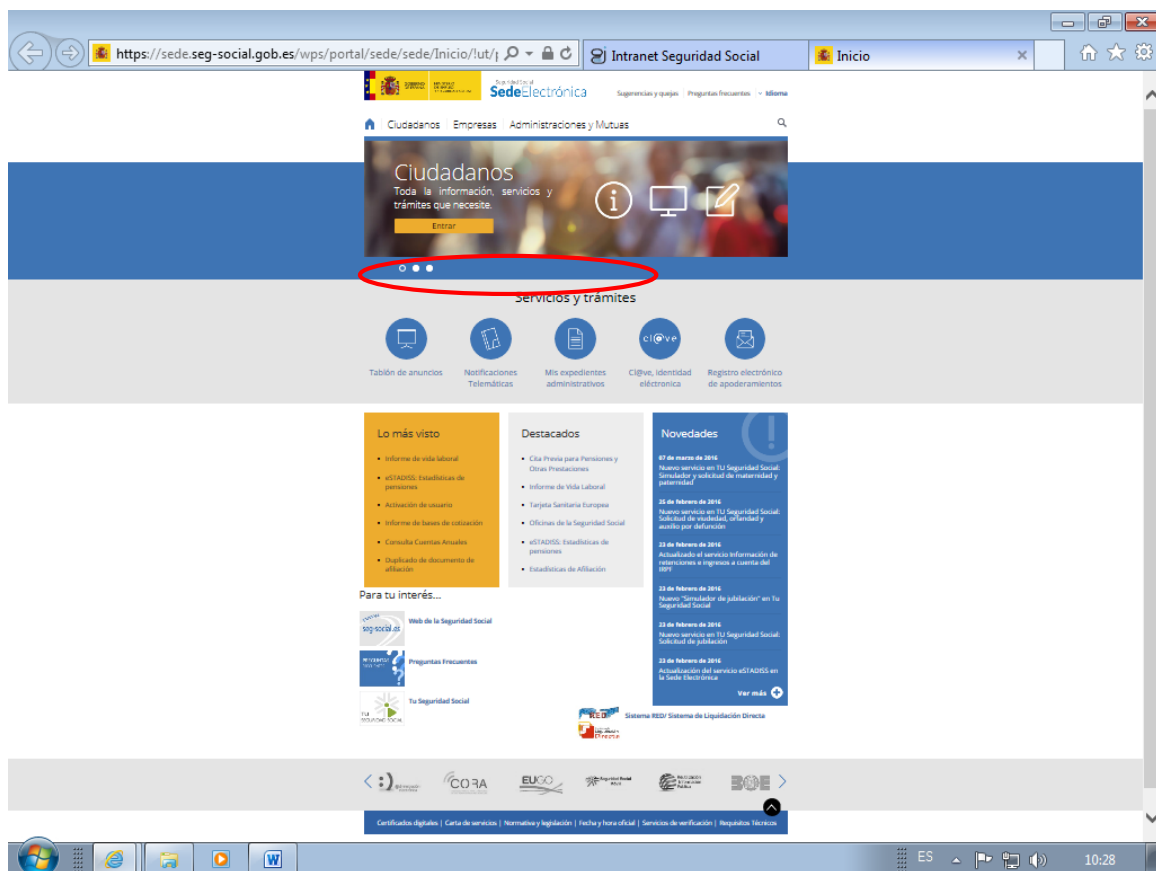 https://sede.seg-social.gob.es/wps/portal/sede/sede/Inicio/!ut/
Intranet Seguridad Social
Inicio
SedeElectrónica
Sugerencias y quejas | Preguntas frecuentes Idioma
Ciudadanos Empresas Administraciones y Mutuas
Ciudadanos
Toda la información, servicios y
trámites que necesite.
Entrar
Servicios y trámites
cl@ve
Tablón de anuncios
Notificaciones
Telemáticas
Mis expedientes
administrativos
Cl@ve, identidad
eléctronica
Registro electrónico
de apoderamientos
Lo más visto
• Informe de vida laboral
• eSTADISS: Estadísticas de
pensiones
• Activación de usuario
• Informe de bases de cotización
• Consulta Cuentas Anuales
• Duplicado de documento de
afiliación
Destacados
• Cita Previa para Pensiones y
Otras Prestaciones
• Informe de Vida Laboral
• Tarjeta Sanitaria Europea
• Oficinas de la Seguridad Social
• eSTADISS: Estadísticas de
pensiones
• Estadísticas de Afiliación
Novedades
07 de marzo de 2016
Nuevo servicio en TU Seguridad Social:
Simulador y solicitud de maternidad y
paternidad
25 de febrero de 2016
Nuevo servicio en TU Seguridad Social:
Solicitud de viudedad, orfandad y
auxilio por defunción
23 de febrero de 2016
Actualizado el servicio Información de
retenciones e ingresos a cuenta del
IRPF
23 de febrero de 2016
Nuevo "Simulador de jubilación" en Tu
Seguridad Social
23 de febrero de 2016
Nuevo servicio en TU Seguridad Social:
Solicitud de jubilación
23 de febrero de 2016
Actualización del servicio eSTADISS en
la Sede Electrónica
Ver más
Para tu interés...
seg-social.es
Web de la Seguridad Social
Preguntas Frecuentes
Tu Seguridad Social
Sistema RED/ Sistema de Liquidación Directa
CORA
EUGO
BOE
Certificados digitales | Carta de servicios | Normativa y legislación | Fecha y hora oficial | Servicios de verificación | Requisitos Técnicos
ES
10:28